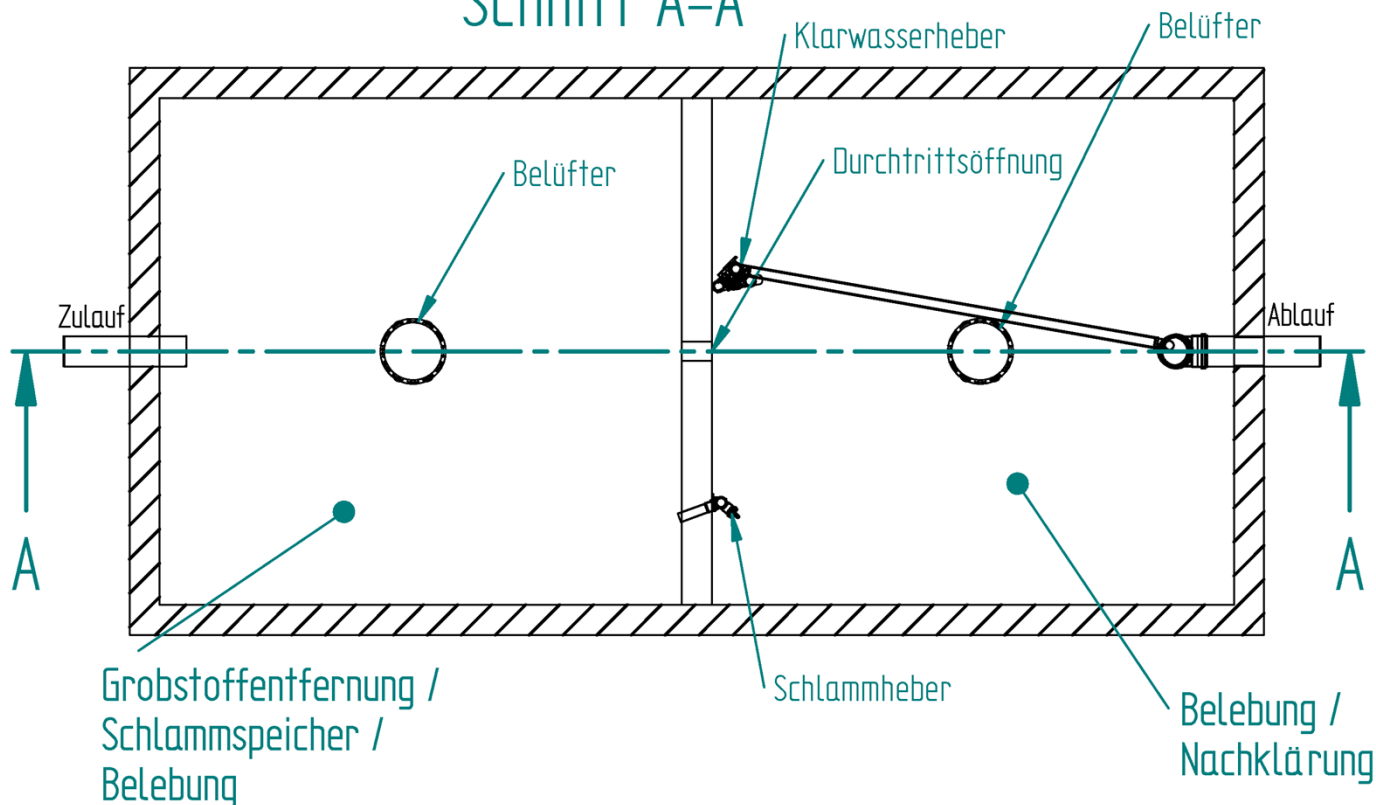 Schnitt A-A
Klarwasserheber
Belüfter
Belüfter
Durchtrittsöffnung
Zulauf
Ablauf
A
A
Grobstoffentfernung /
Schlammspeicher /
Belebung
Schlammheber
Belebung /
Nachklärung